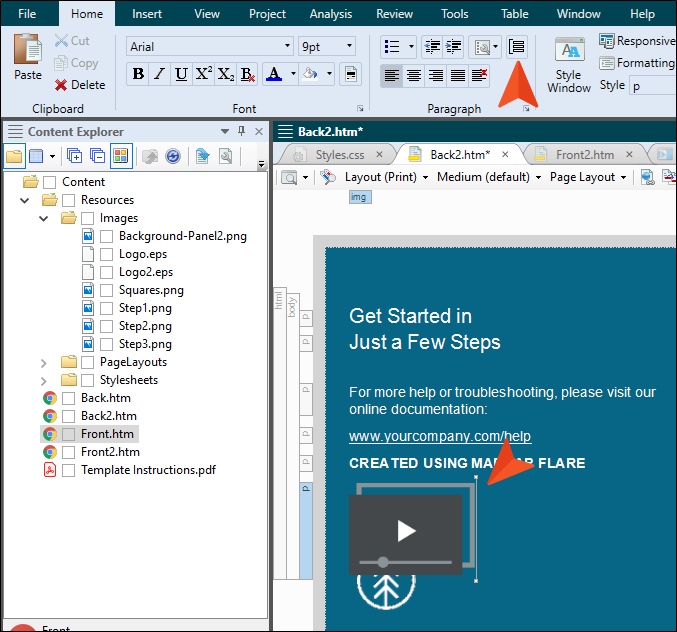 File Home Insert View Project Analysis Review Tools Table Window Help
Paste
Cut
Copy
Delete
Clipboard
Arial 9pt
B I U X² X₂ B
A
Font
Paragraph
A A
Style
Window
Responsive
Formatting
Style p
Content Explorer
Content
Resources
Images
Background-Panel2.png
Logo.eps
Logo2.eps
Squares.png
Step1.png
Step2.png
Step3.png
PageLayouts
Stylesheets
Back.htm
Back2.htm
Front.htm
Front2.htm
Template Instructions.pdf
Front
Back2.htm*
Styles.css Back2.htm* Front2.htm
Layout (Print) Medium (default) Page Layout
img
html
body
p
p
p
p
p
p
Get Started in
Just a Few Steps
For more help or troubleshooting, please visit our
online documentation:
www.yourcompany.com/help
CREATED USING FLARE